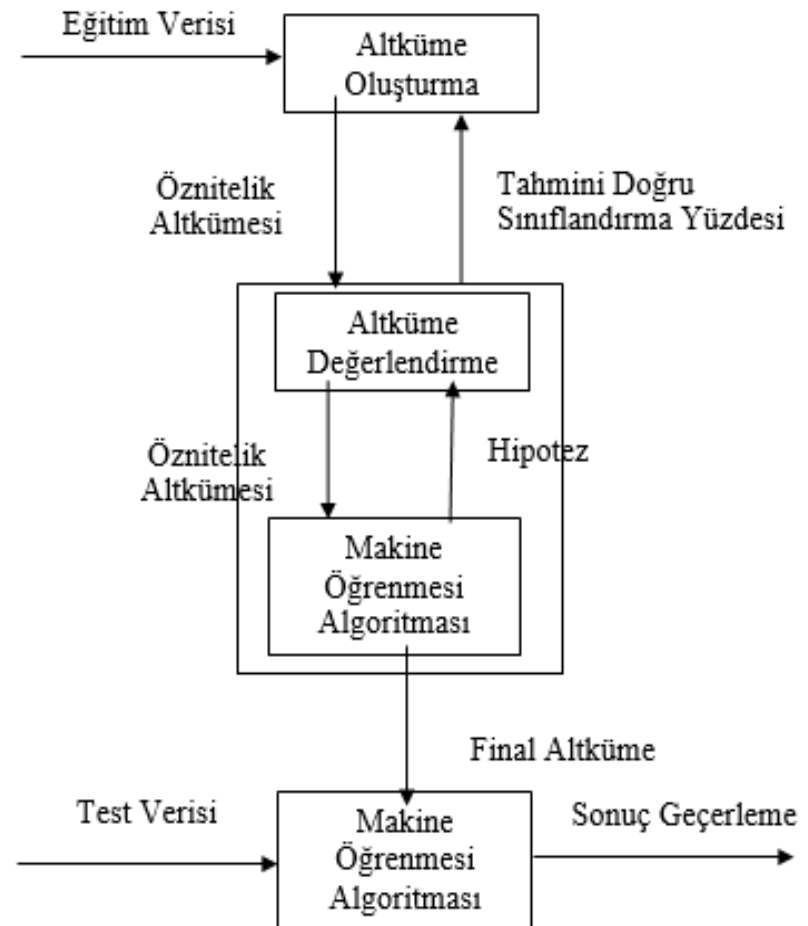 Eğitim Verisi
Altküme
Oluşturma
Öznitelik
Altkümesi
Tahmini Doğru
Sınıflandırma Yüzdesi
Altküme
Değerlendirme
Öznitelik
Altkümesi
Hipotez
Makine
Öğrenmesi
Algoritması
Final Altküme
Test Verisi
Makine
Öğrenmesi
Algoritması
Sonuç Geçerleme